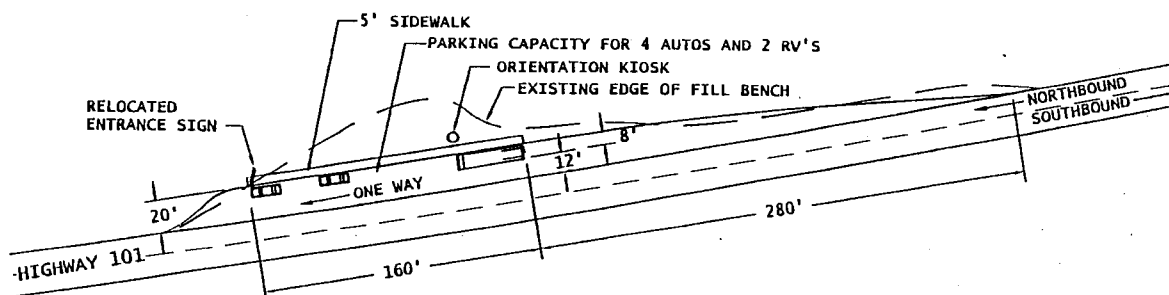 5' SIDEWALK
PARKING CAPACITY FOR 4 AUTOS AND 2 RV'S
ORIENTATION KIOSK
EXISTING EDGE OF FILL BENCH
RELOCATED
ENTRANCE SIGN
NORTHBOUND
SOUTHBOUND
8'
12'
ONE WAY
20'
280'
HIGHWAY 101
160'